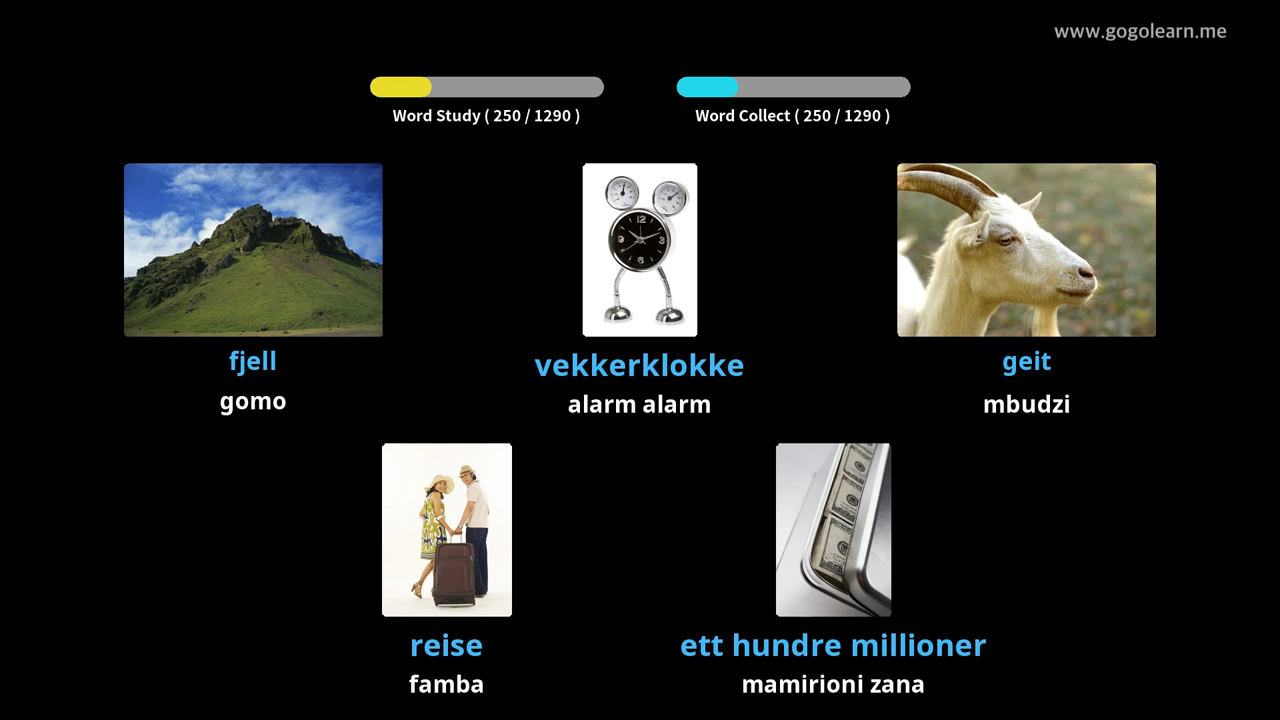 www.gogolearn.me
Word Study ( 250 / 1290 )
Word Collect ( 250 / 1290 )
fjell
gomo
vekkerklokke
alarm alarm
geit
mbudzi
reise
famba
ett hundre millioner
mamirioni zana